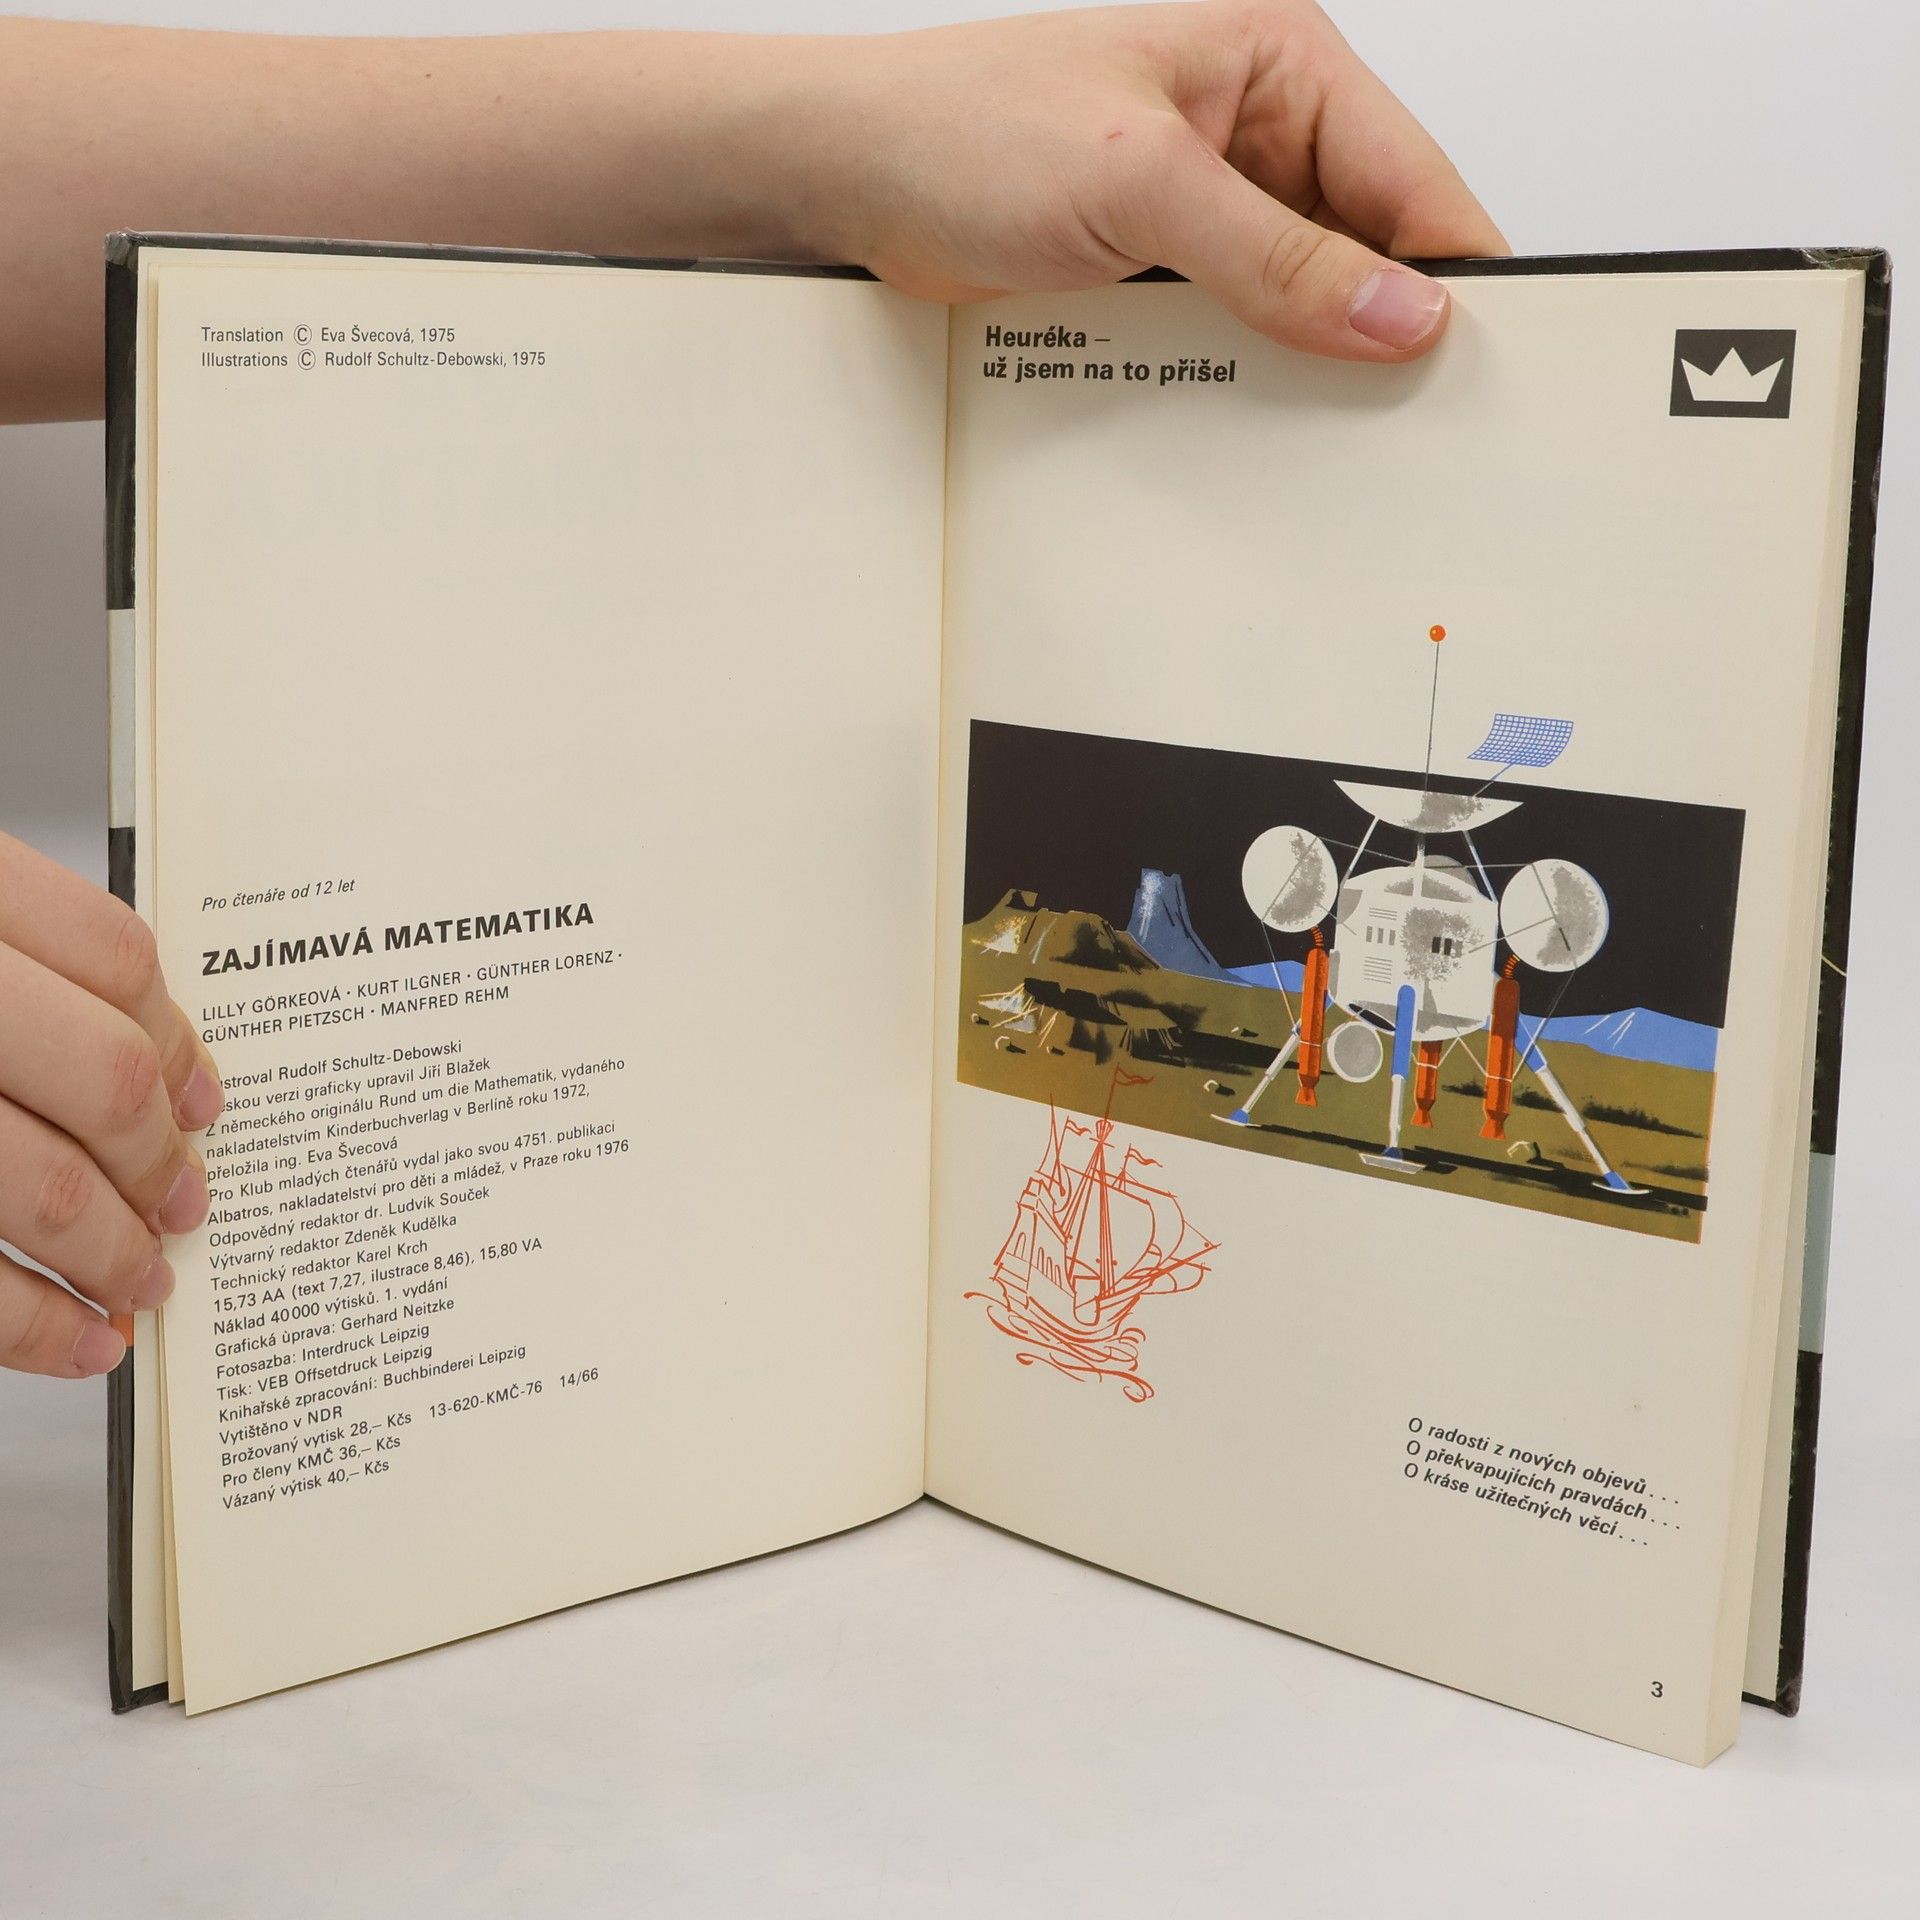 Translation © Eva Švecová, 1975
Illustrations © Rudolf Schultz-Debowski, 1975
Pro čtenáře od 12 let
ZAJÍMAVÁ MATEMATIKA
LILLY GÖRKEOVÁ · KURT ILGNER · GÜNTHER LORENZ ·
GÜNTHER PIETZSCH · MANFRED REHM
Rudolf Schultz-Debowski
verzi graficky upravil Jiří Blažek
Z německého originálu Rund um die Mathematik, vydaného
nakladatelstvím Kinderbuchverlag v Berlíně roku 1972,
přeložila ing. Eva Švecová
Pro Klub mladých čtenářů vydal jako svou 4751. publikaci
Albatros, nakladatelství pro děti a mládež, v Praze roku 1976
Odpovědný redaktor dr. Ludvík Souček
Výtvarný redaktor Zdeněk Kudělka
Technický redaktor Karel Krch
15,73 AA (text 7,27, ilustrace 8,46), 15,80 VA
Náklad 40 000 výtisků. 1. vydání
Grafická ùprava: Gerhard Neitzke
Fotosazba: Interdruck Leipzig
Tisk: VEB Offsetdruck Leipzig
Knihařské zpracování: Buchbinderei Leipzig
Vytištěno v NDR
Brožovaný vytisk 28,– Kčs 13-620-KMČ-76 14/66
Pro členy KMČ 36,– Kčs
Vázaný výtisk 40,– Kčs
Heuréka –
už jsem na to přišel
O radosti z nových objevů . . .
O překvapujících pravdách . . .
O kráse užitečných věcí . . .
3